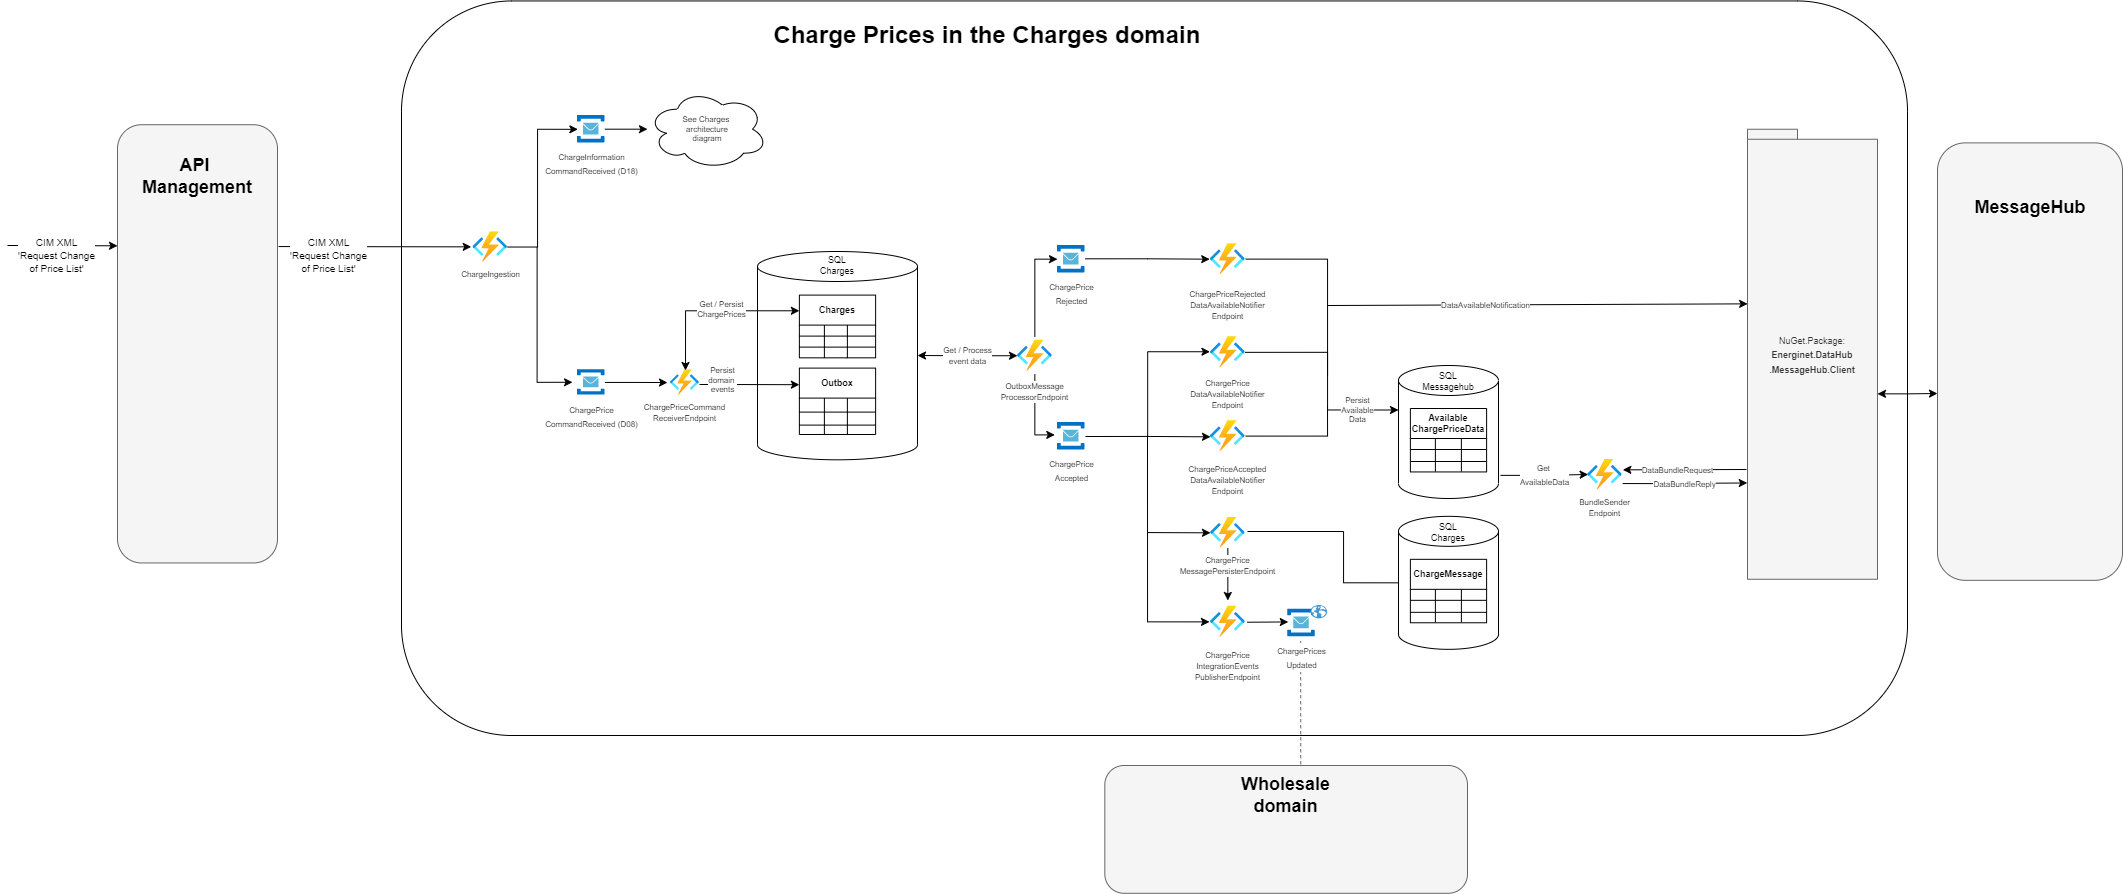 Charge Prices in the Charges domain
API
Management
CIM XML
'Request Change
of Price List'
CIM XML
'Request Change
of Price List'
ChargeIngestion
ChargeInformation
CommandReceived (D18)
See Charges
architecture
diagram
ChargePrice
CommandReceived (D08)
Get / Persist
ChargePrices
Persist
domain
events
ChargePriceCommand
ReceiverEndpoint
SQL
Charges
Charges
Outbox
Get / Process
event data
OutboxMessage
ProcessorEndpoint
ChargePrice
Rejected
ChargePrice
Accepted
ChargePriceRejected
DataAvailableNotifier
Endpoint
ChargePrice
DataAvailableNotifier
Endpoint
ChargePriceAccepted
DataAvailableNotifier
Endpoint
ChargePrice
MessagePersisterEndpoint
ChargePrice
IntegrationEvents
PublisherEndpoint
ChargePrices
Updated
DataAvailableNotification
Persist
Available
Data
SQL
Messagehub
Available
ChargePriceData
Get
AvailableData
BundleSender
Endpoint
DataBundleRequest
DataBundleReply
SQL
Charges
ChargeMessage
NuGet.Package:
Energinet.DataHub
.MessageHub.Client
MessageHub
Wholesale
domain